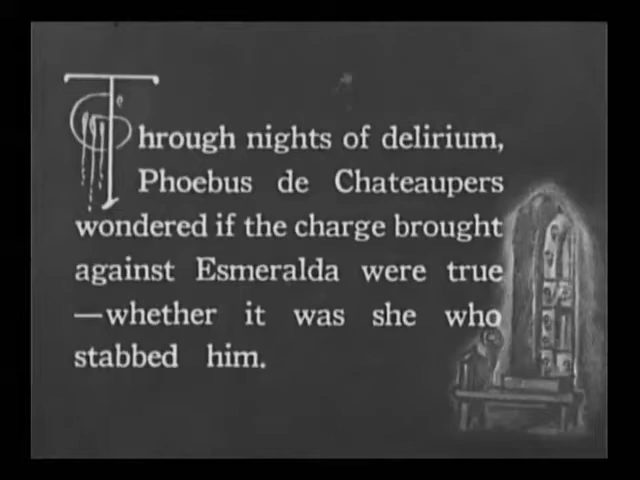 Through nights of delirium,
Phoebus de Chateaupers
wondered if the charge brought
against Esmeralda were true
—whether it was she who
stabbed him.